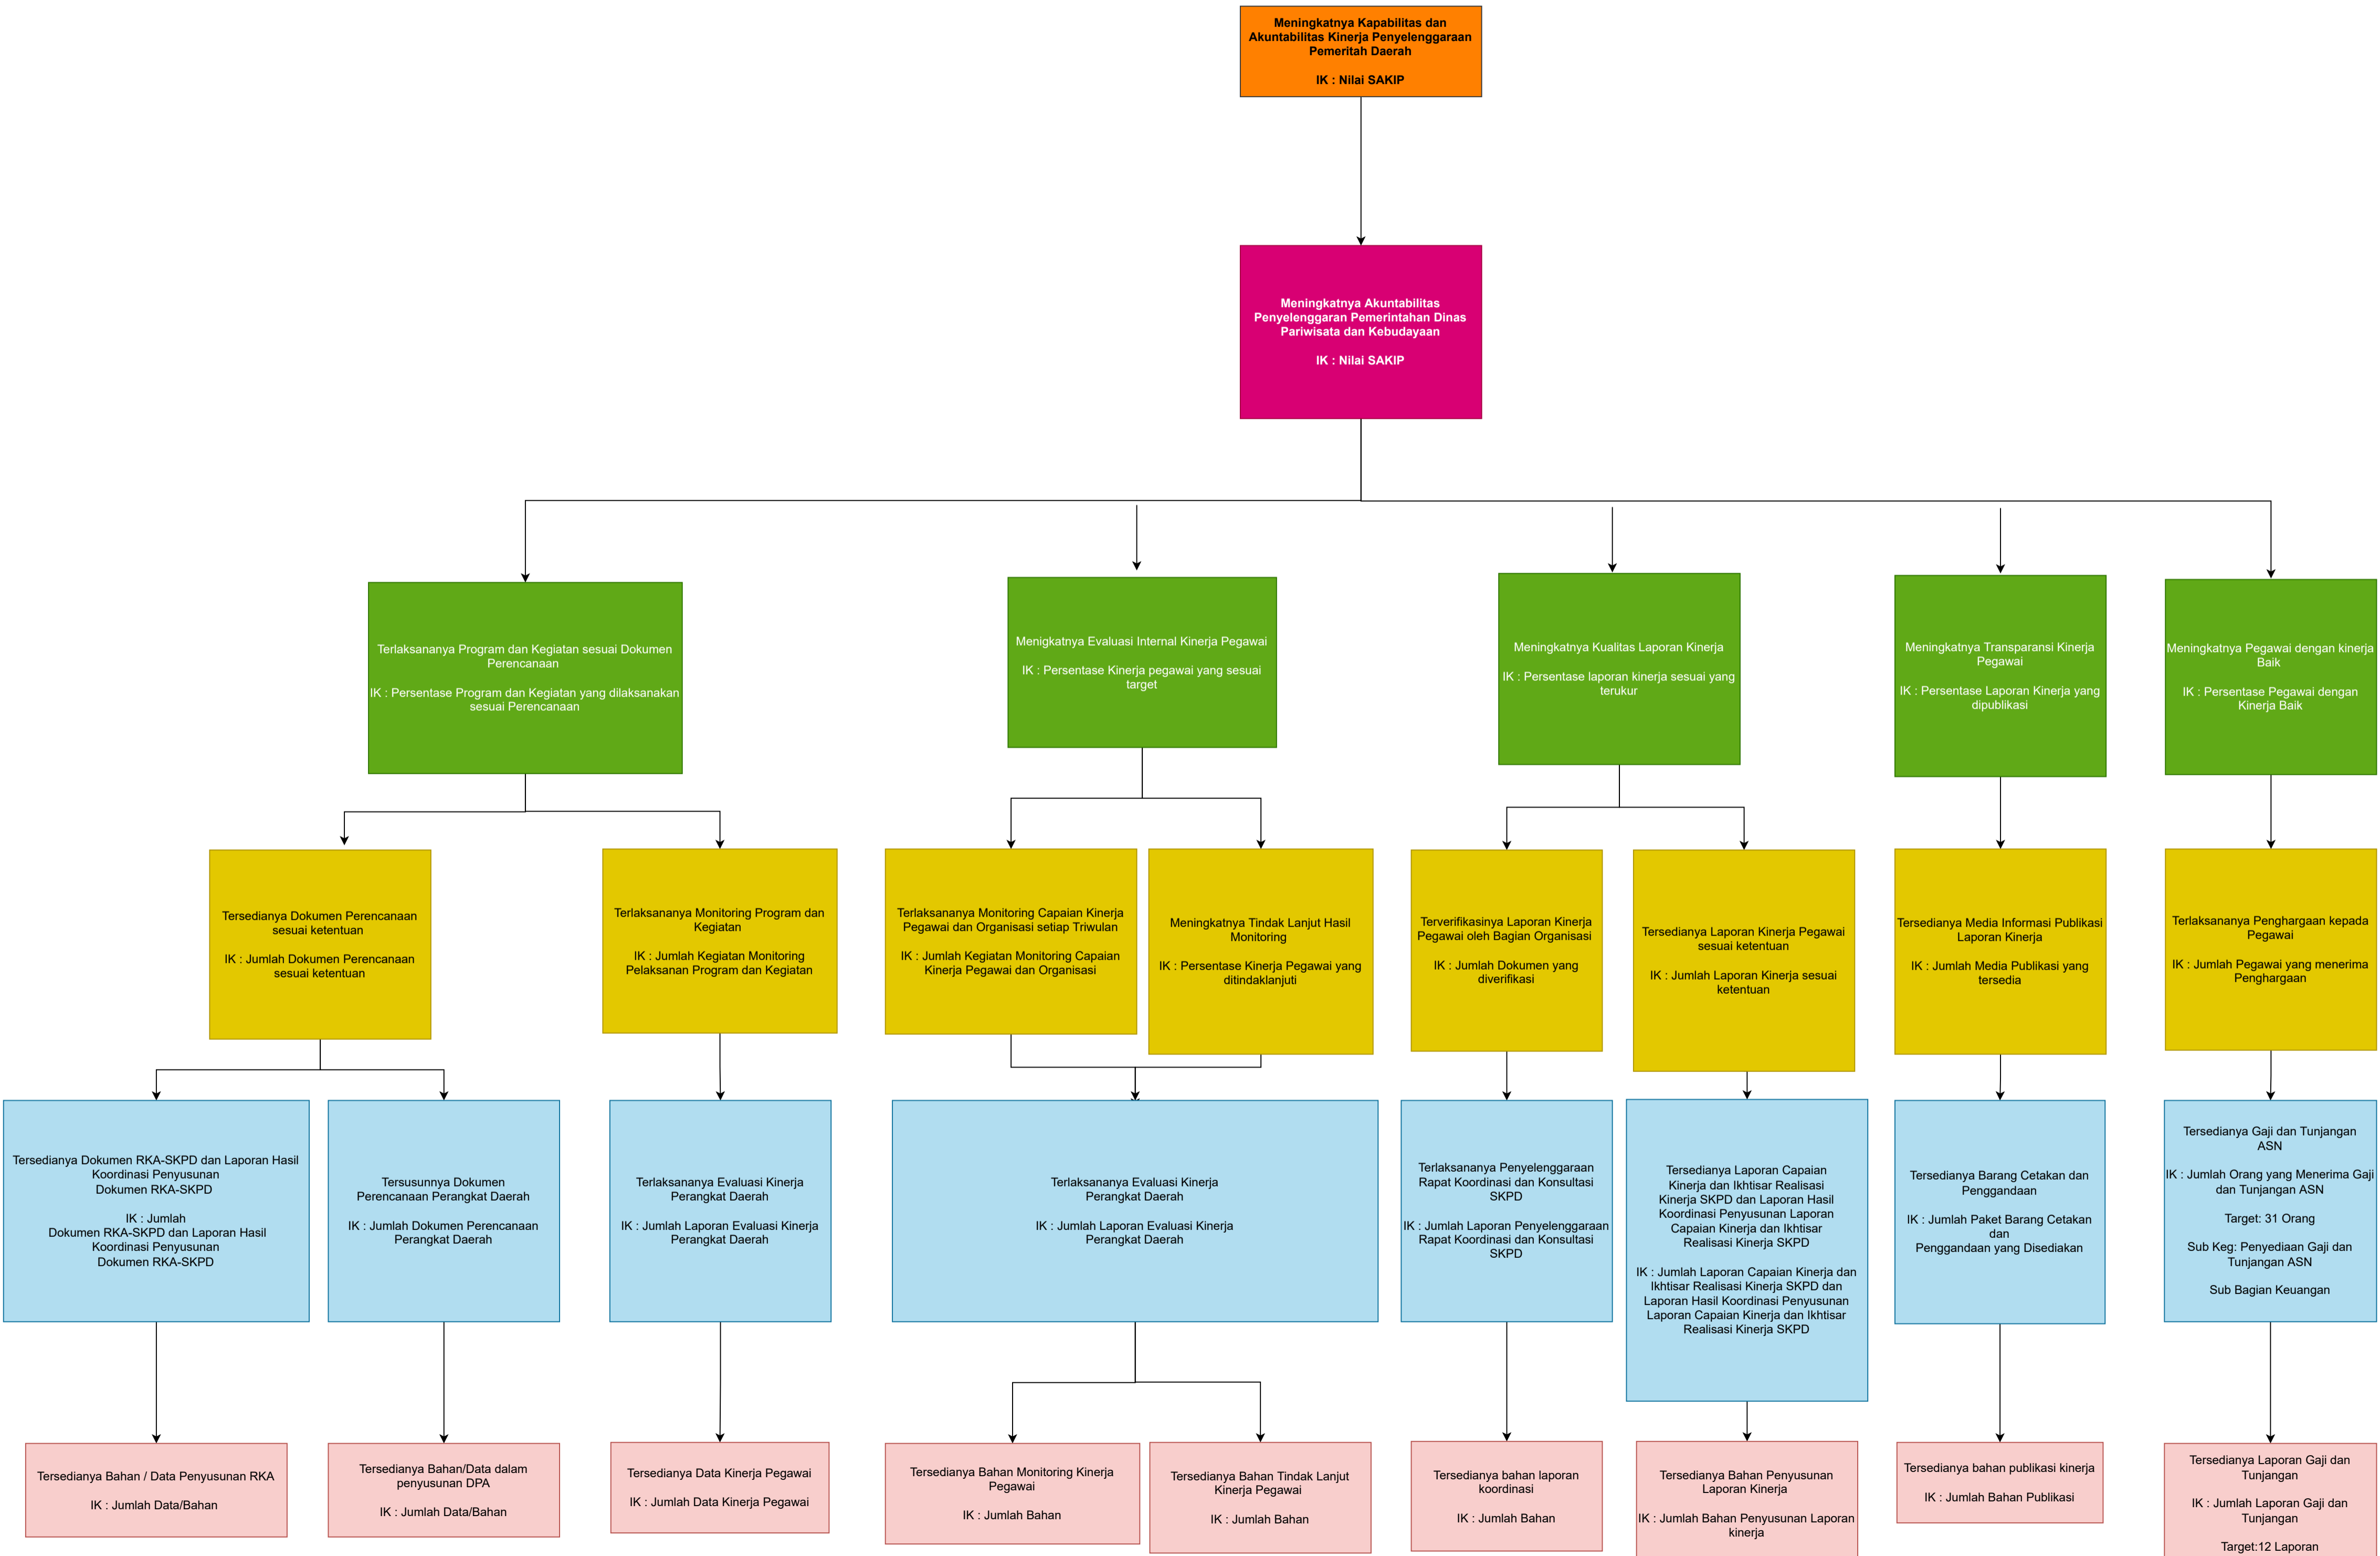 Meningkatnya Kapabilitas dan
Akuntabilitas Kinerja Penyelenggaraan
Pemeritah Daerah
IK : Nilai SAKIP
Meningkatnya Akuntabilitas
Penyelenggaran Pemerintahan Dinas
Pariwisata dan Kebudayaan
IK : Nilai SAKIP
Terlaksananya Program dan Kegiatan sesuai Dokumen
Perencanaan
IK : Persentase Program dan Kegiatan yang dilaksanakan
sesuai Perencanaan
Menigkatnya Evaluasi Internal Kinerja Pegawai
IK : Persentase Kinerja pegawai yang sesuai
target
Meningkatnya Kualitas Laporan Kinerja
IK : Persentase laporan kinerja sesuai yang
terukur
Meningkatnya Transparansi Kinerja
Pegawai
IK : Persentase Laporan Kinerja yang
dipublikasi
Meningkatnya Pegawai dengan kinerja
Baik
IK : Persentase Pegawai dengan
Kinerja Baik
Tersedianya Dokumen Perencanaan
sesuai ketentuan
IK : Jumlah Dokumen Perencanaan
sesuai ketentuan
Terlaksananya Monitoring Program dan
Kegiatan
IK : Jumlah Kegiatan Monitoring
Pelaksanan Program dan Kegiatan
Terlaksananya Monitoring Capaian Kinerja
Pegawai dan Organisasi setiap Triwulan
IK : Jumlah Kegiatan Monitoring Capaian
Kinerja Pegawai dan Organisasi
Meningkatnya Tindak Lanjut Hasil
Monitoring
IK : Persentase Kinerja Pegawai yang
ditindaklanjuti
Terverifikasinya Laporan Kinerja
Pegawai oleh Bagian Organisasi
IK : Jumlah Dokumen yang
diverifikasi
Tersedianya Laporan Kinerja Pegawai
sesuai ketentuan
IK : Jumlah Laporan Kinerja sesuai
ketentuan
Tersedianya Media Informasi Publikasi
Laporan Kinerja
IK : Jumlah Media Publikasi yang
tersedia
Terlaksananya Penghargaan kepada
Pegawai
IK : Jumlah Pegawai yang menerima
Penghargaan
Tersedianya Dokumen RKA-SKPD dan Laporan Hasil
Koordinasi Penyusunan
Dokumen RKA-SKPD
IK : Jumlah
Dokumen RKA-SKPD dan Laporan Hasil
Koordinasi Penyusunan
Dokumen RKA-SKPD
Tersusunnya Dokumen
Perencanaan Perangkat Daerah
IK : Jumlah Dokumen Perencanaan
Perangkat Daerah
Terlaksananya Evaluasi Kinerja
Perangkat Daerah
IK : Jumlah Laporan Evaluasi Kinerja
Perangkat Daerah
Terlaksananya Evaluasi Kinerja
Perangkat Daerah
IK : Jumlah Laporan Evaluasi Kinerja
Perangkat Daerah
Terlaksananya Penyelenggaraan
Rapat Koordinasi dan Konsultasi
SKPD
IK : Jumlah Laporan Penyelenggaraan
Rapat Koordinasi dan Konsultasi
SKPD
Tersedianya Laporan Capaian
Kinerja dan Ikhtisar Realisasi
Kinerja SKPD dan Laporan Hasil
Koordinasi Penyusunan Laporan
Capaian Kinerja dan Ikhtisar
Realisasi Kinerja SKPD
IK : Jumlah Laporan Capaian Kinerja dan
Ikhtisar Realisasi Kinerja SKPD dan
Laporan Hasil Koordinasi Penyusunan
Laporan Capaian Kinerja dan Ikhtisar
Realisasi Kinerja SKPD
Tersedianya Barang Cetakan dan
Penggandaan
IK : Jumlah Paket Barang Cetakan
dan
Penggandaan yang Disediakan
Tersedianya Gaji dan Tunjangan
ASN
IK : Jumlah Orang yang Menerima Gaji
dan Tunjangan ASN
Target: 31 Orang
Sub Keg: Penyediaan Gaji dan
Tunjangan ASN
Sub Bagian Keuangan
Tersedianya Bahan / Data Penyusunan RKA
IK : Jumlah Data/Bahan
Tersedianya Bahan/Data dalam
penyusunan DPA
IK : Jumlah Data/Bahan
Tersedianya Data Kinerja Pegawai
IK : Jumlah Data Kinerja Pegawai
Tersedianya Bahan Monitoring Kinerja
Pegawai
IK : Jumlah Bahan
Tersedianya Bahan Tindak Lanjut
Kinerja Pegawai
IK : Jumlah Bahan
Tersedianya bahan laporan
koordinasi
IK : Jumlah Bahan
Tersedianya Bahan Penyusunan
Laporan Kinerja
IK : Jumlah Bahan Penyusunan Laporan
kinerja
Tersedianya bahan publikasi kinerja
IK : Jumlah Bahan Publikasi
Tersedianya Laporan Gaji dan
Tunjangan
IK : Jumlah Laporan Gaji dan
Tunjangan
Target:12 Laporan